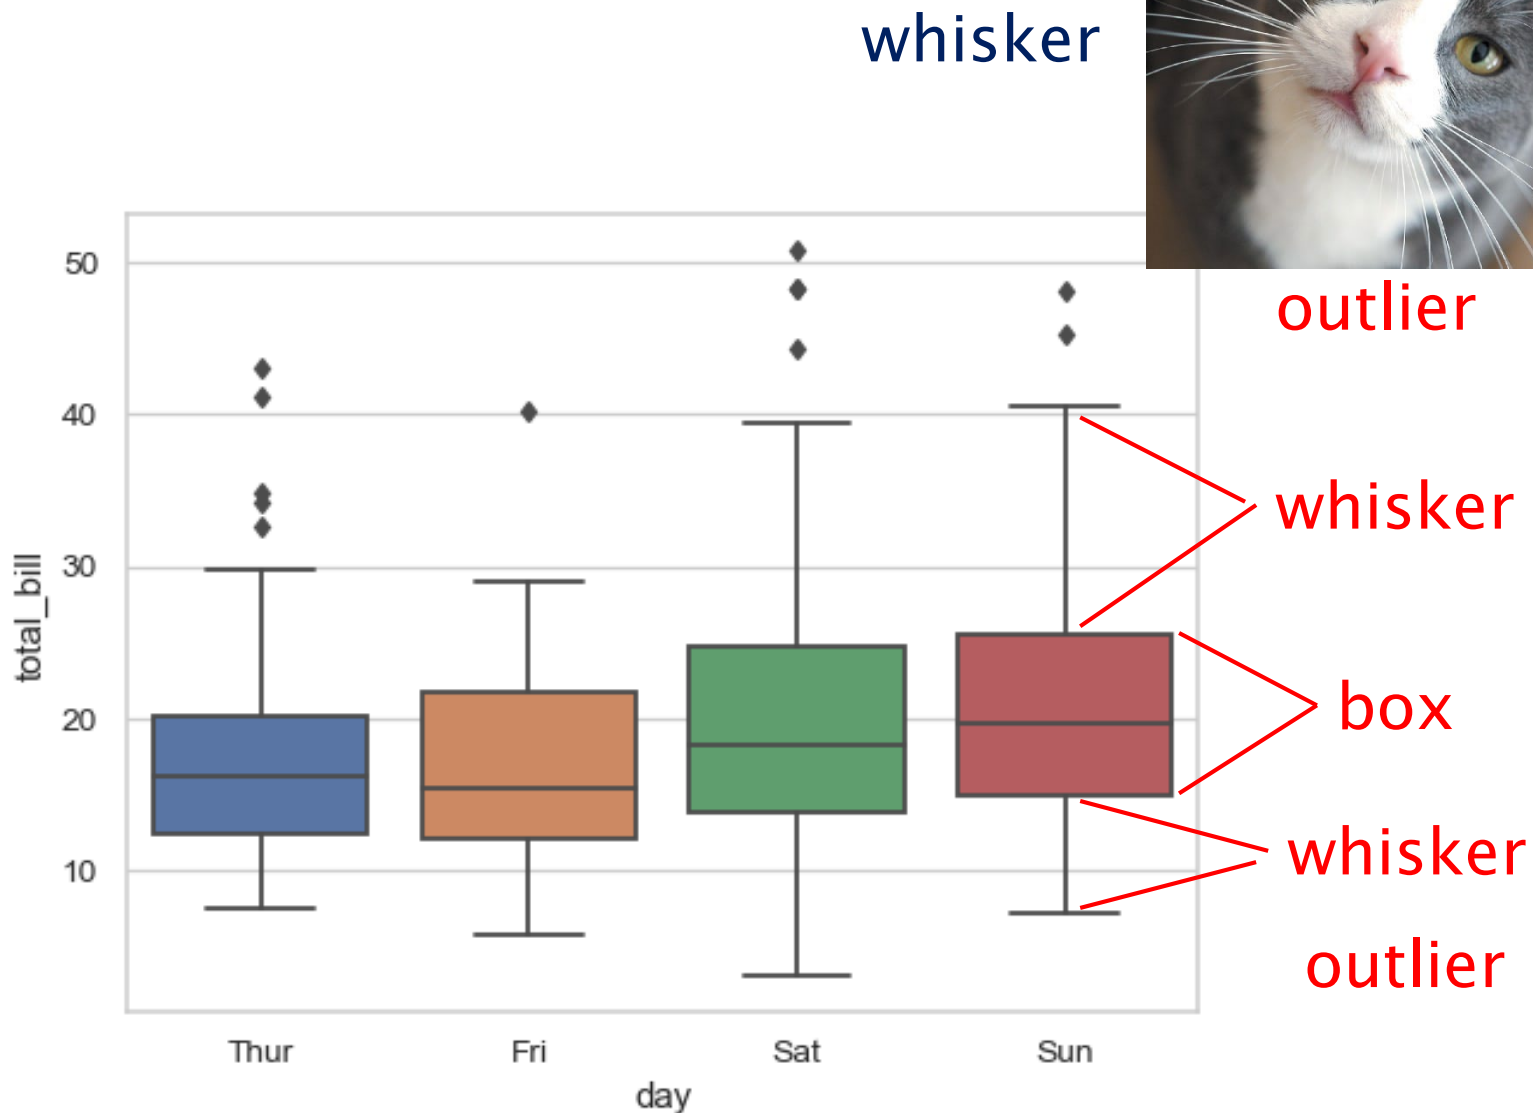 whisker
outlier
50
40
30
20
10
total_bill
whisker
box
whisker
outlier
Thur
Fri
Sat
Sun
day